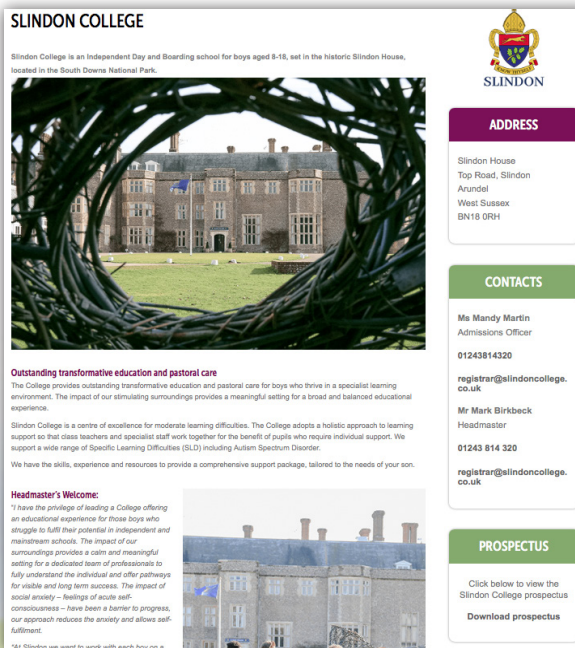 SLINDON COLLEGE
Slindon College is an Independent Day and Boarding school for boys aged 8-18, set in the historic Slindon House,
located in the South Downs National Park.
Outstanding transformative education and pastoral care
The College provides outstanding transformative education and pastoral care for boys who thrive in a specialist learning
environment. The impact of our stimulating surroundings provides a meaningful setting for a broad and balanced educational
experience.
Slindon College is a centre of excellence for moderate learning difficulties. The College adopts a holistic approach to learning
support so that class teachers and specialist staff work together for the benefit of pupils who require individual support. We
support a wide range of Specific Learning Difficulties (SLD) including Autism Spectrum Disorder.
We have the skills, experience and resources to provide a comprehensive support package, tailored to the needs of your son.
Headmaster's Welcome:
"I have the privilege of leading a College offering
an educational experience for those boys who
struggle to fulfil their potential in independent and
mainstream schools. The impact of our
surroundings provides a calm and meaningful
setting for a dedicated team of professionals to
fully understand the individual and offer pathways
for visible and long term success. The impact of
social anxiety – feelings of acute self-
consciousness – have been a barrier to progress,
our approach reduces the anxiety and allows self-
fulfilment.
"At Slindon we want to work with each boy on a
SLINDON
ADDRESS
Slindon House
Top Road, Slindon
Arundel
West Sussex
BN18 0RH
CONTACTS
Ms Mandy Martin
Admissions Officer
01243814320
registrar@slindoncollege.
co.uk
Mr Mark Birkbeck
Headmaster
01243 814 320
registrar@slindoncollege.
co.uk
PROSPECTUS
Click below to view the
Slindon College prospectus
Download prospectus